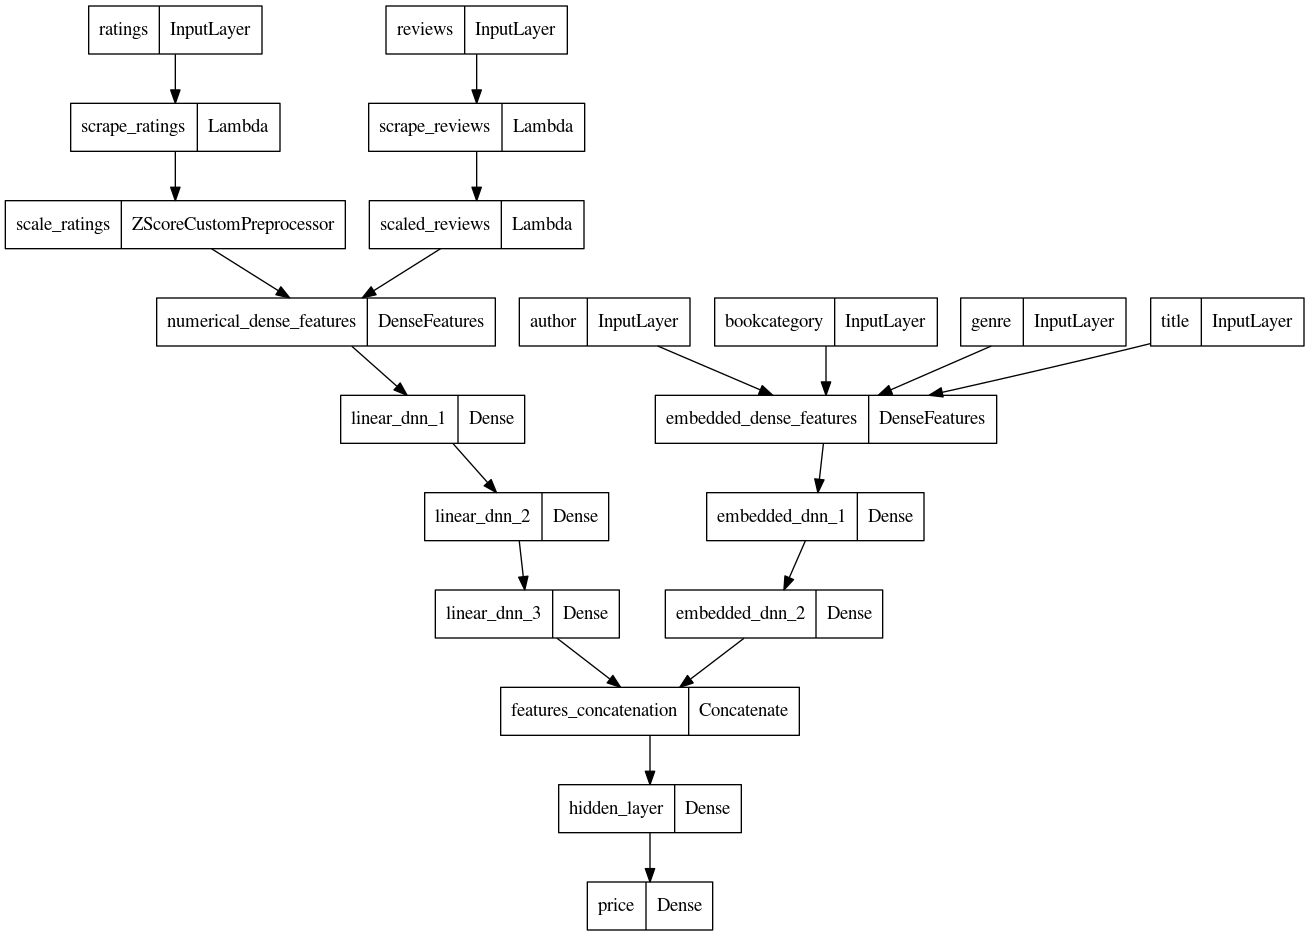 ratings InputLayer
reviews InputLayer
scrape_ratings Lambda
scrape_reviews Lambda
scale_ratings ZScoreCustomPreprocessor
scaled_reviews Lambda
numerical_dense_features DenseFeatures
author InputLayer
bookcategory InputLayer
genre InputLayer
title InputLayer
linear_dnn_1 Dense
embedded_dense_features DenseFeatures
linear_dnn_2 Dense
embedded_dnn_1 Dense
linear_dnn_3 Dense
embedded_dnn_2 Dense
features_concatenation Concatenate
hidden_layer Dense
price Dense